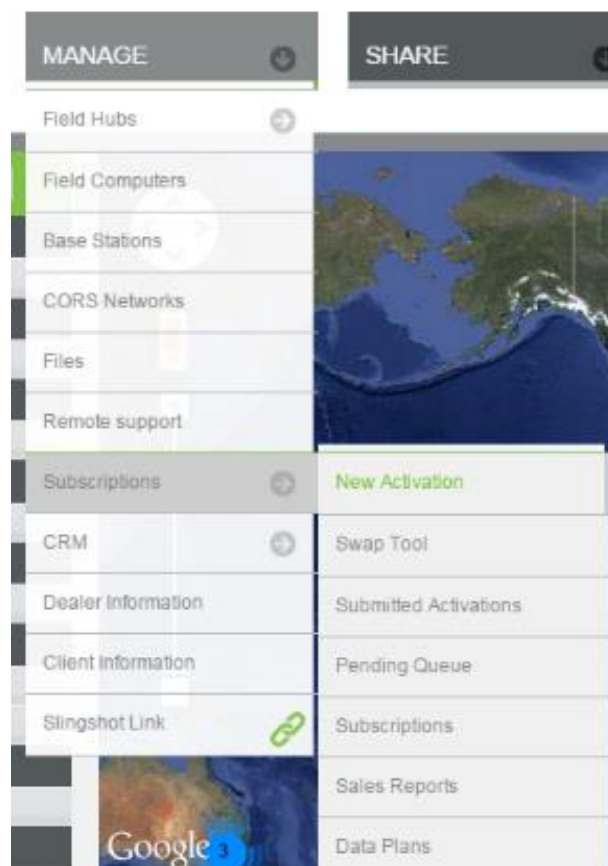 MANAGE
SHARE
Field Hubs
Field Computers
Base Stations
CORS Networks
Files
Remote support
Subscriptions
New Activation
CRM
Swap Tool
Dealer Information
Submitted Activations
Client Information
Pending Queue
Slingshot Link
Subscriptions
Sales Reports
Google
3
Data Plans